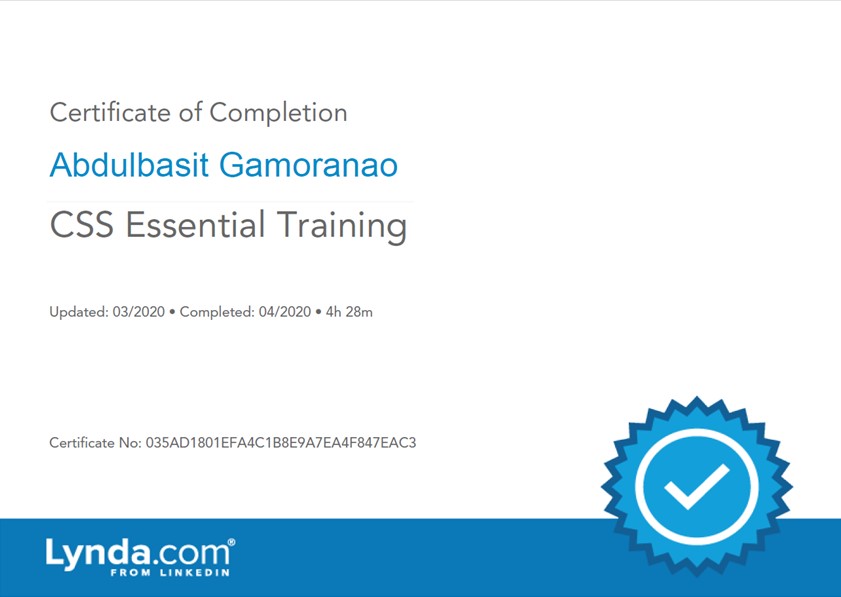 Certificate of Completion
Abdulbasit Gamoranao
CSS Essential Training
Updated: 03/2020 • Completed: 04/2020 • 4h 28m
Certificate No: 035AD1801EFA4C1B8E9A7EA4F847EAC3
Lynda.com®
FROM LINKEDIN